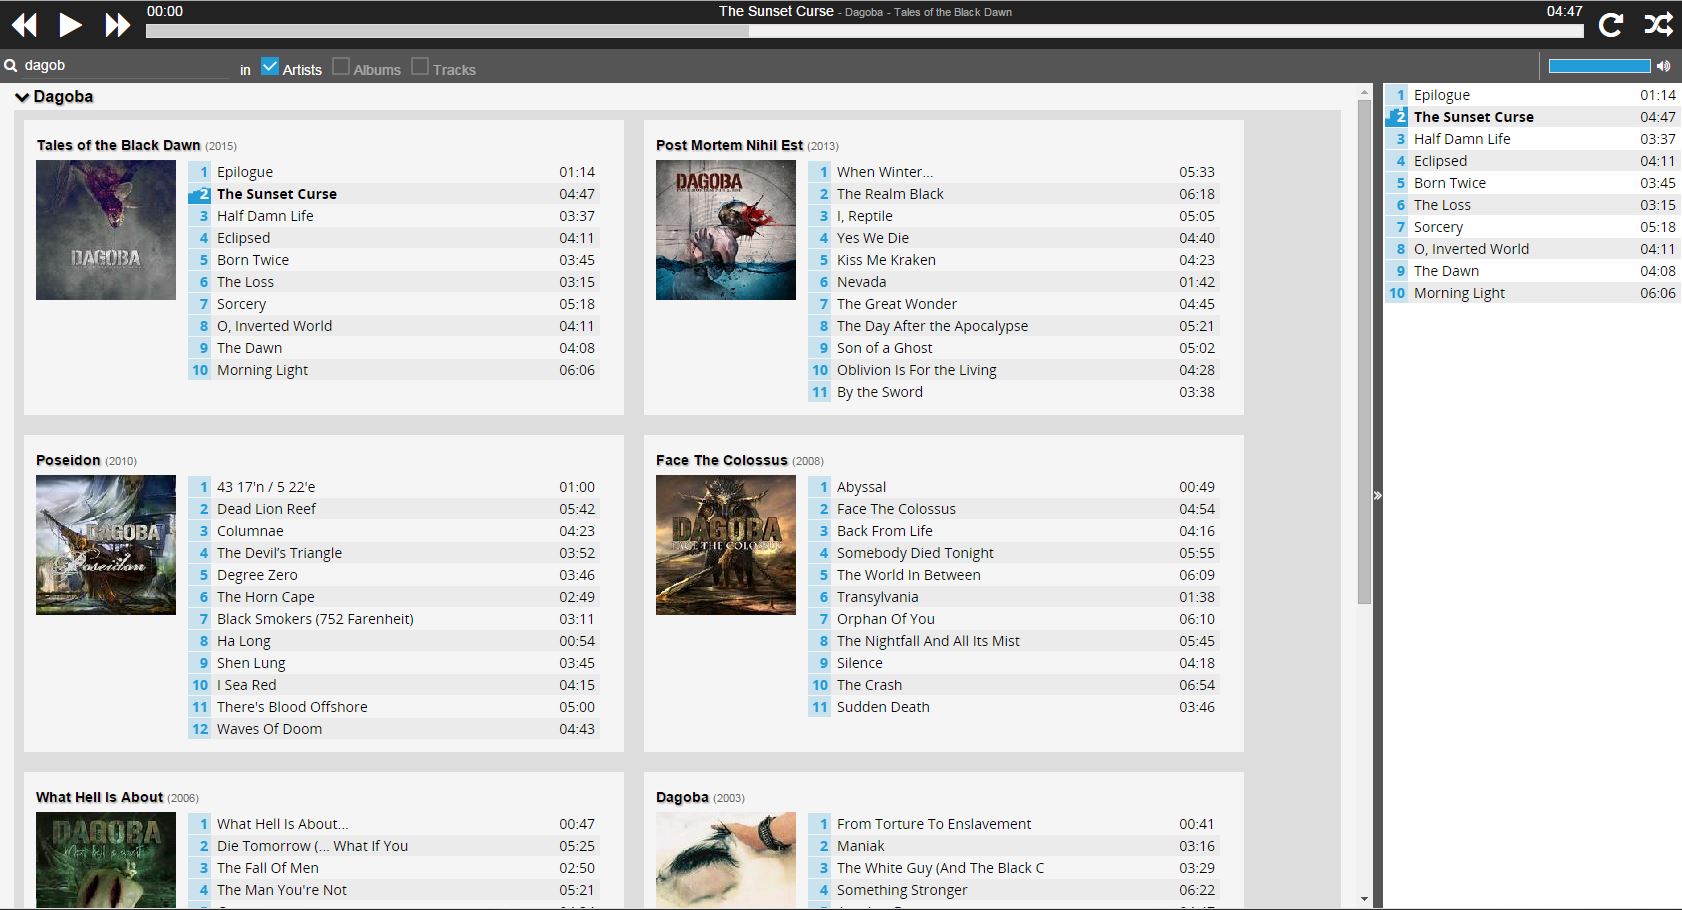 00:00 The Sunset Curse - Dagoba - Tales of the Black Dawn 04:47
dagob in Artists Albums Tracks
Dagoba
Tales of the Black Dawn (2015)
DAGOBA
1 Epilogue 01:14
2 The Sunset Curse 04:47
3 Half Damn Life 03:37
4 Eclipsed 04:11
5 Born Twice 03:45
6 The Loss 03:15
7 Sorcery 05:18
8 O, Inverted World 04:11
9 The Dawn 04:08
10 Morning Light 06:06
Post Mortem Nihil Est (2013)
DAGOBA
1 When Winter... 05:33
2 The Realm Black 06:18
3 I, Reptile 05:05
4 Yes We Die 04:40
5 Kiss Me Kraken 04:23
6 Nevada 01:42
7 The Great Wonder 04:45
8 The Day After the Apocalypse 05:21
9 Son of a Ghost 05:02
10 Oblivion Is For the Living 04:28
11 By the Sword 03:38
Poseidon (2010)
DAGOBA
Poseidon
1 43 17'n / 5 22'e 01:00
2 Dead Lion Reef 05:42
3 Columnae 04:23
4 The Devil's Triangle 03:52
5 Degree Zero 03:46
6 The Horn Cape 02:49
7 Black Smokers (752 Farenheit) 03:11
8 Ha Long 00:54
9 Shen Lung 03:45
10 I Sea Red 04:15
11 There's Blood Offshore 05:00
12 Waves Of Doom 04:43
Face The Colossus (2008)
DAGOBA
FACE THE COLOSSUS
1 Abyssal 00:49
2 Face The Colossus 04:54
3 Back From Life 04:16
4 Somebody Died Tonight 05:55
5 The World In Between 06:09
6 Transylvania 01:38
7 Orphan Of You 06:10
8 The Nightfall And All Its Mist 05:45
9 Silence 04:18
10 The Crash 06:54
11 Sudden Death 03:46
What Hell Is About (2006)
DAGOBA
What hell is about
1 What Hell Is About... 00:47
2 Die Tomorrow (... What If You 05:25
3 The Fall Of Men 02:50
4 The Man You're Not 05:21
Dagoba (2003)
1 From Torture To Enslavement 00:41
2 Maniak 03:16
3 The White Guy (And The Black C 03:29
4 Something Stronger 06:22
1 Epilogue 01:14
2 The Sunset Curse 04:47
3 Half Damn Life 03:37
4 Eclipsed 04:11
5 Born Twice 03:45
6 The Loss 03:15
7 Sorcery 05:18
8 O, Inverted World 04:11
9 The Dawn 04:08
10 Morning Light 06:06